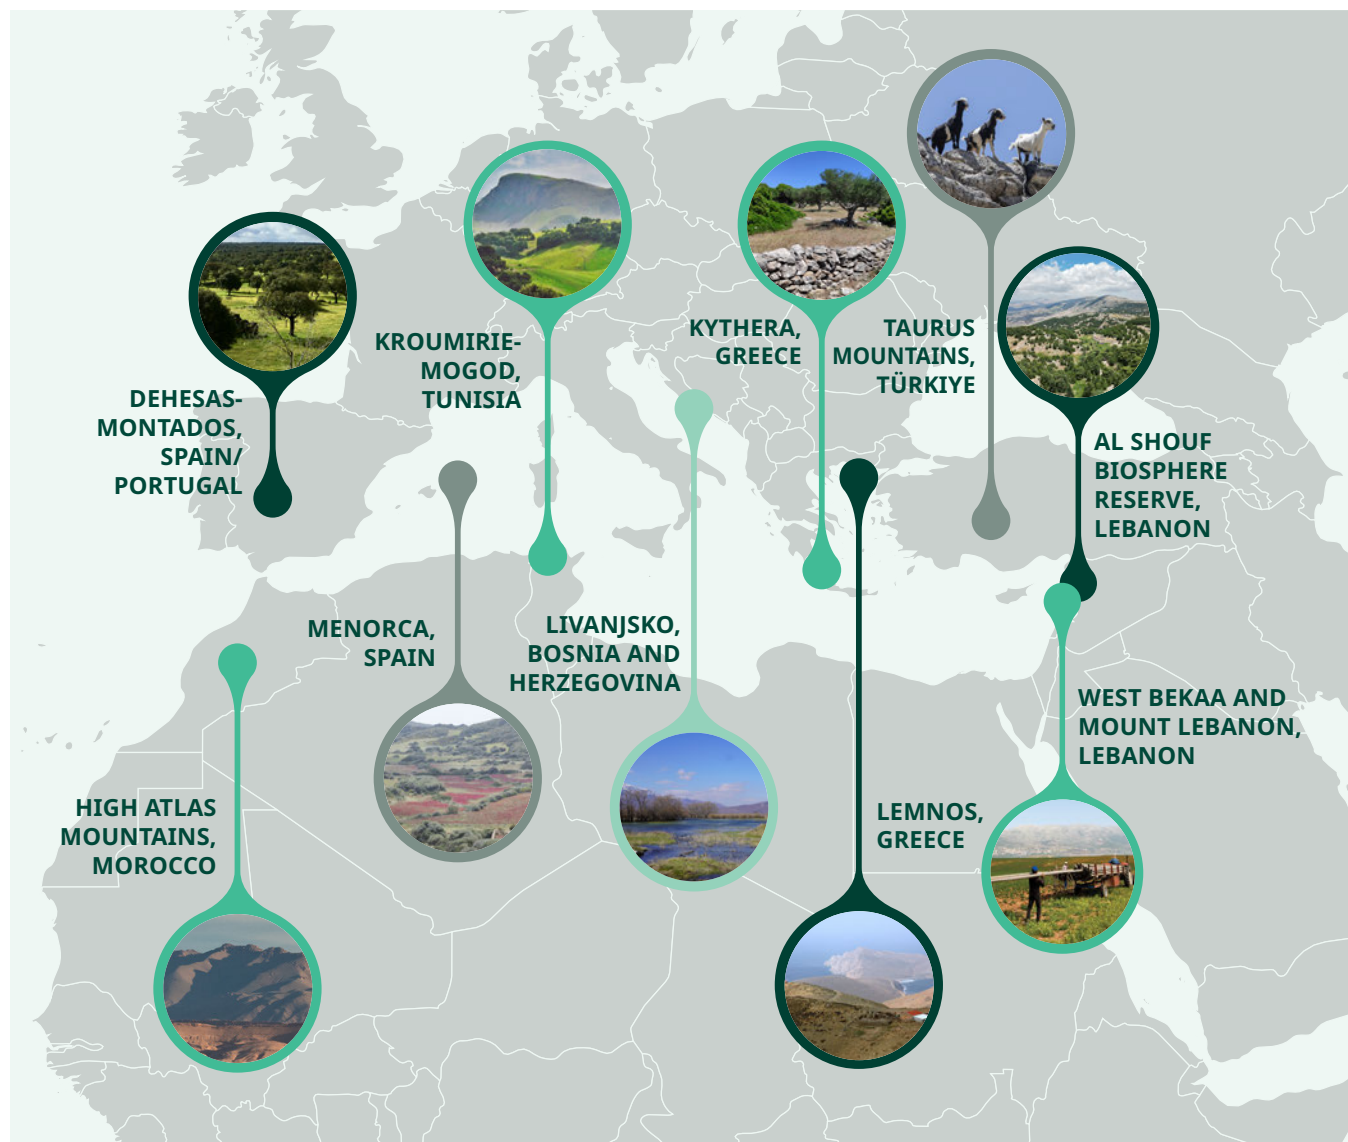 DEHESAS-
MONTADOS,
SPAIN/
PORTUGAL
KROUMIRIE-
MOGOD,
TUNISIA
KYTHERA,
GREECE
TAURUS
MOUNTAINS,
TÜRKIYE
AL SHOUF
BIOSPHERE
RESERVE,
LEBANON
MENORCA,
SPAIN
LIVANJSKO,
BOSNIA AND
HERZEGOVINA
WEST BEKAA AND
MOUNT LEBANON,
LEBANON
HIGH ATLAS
MOUNTAINS,
MOROCCO
LEMNOS,
GREECE